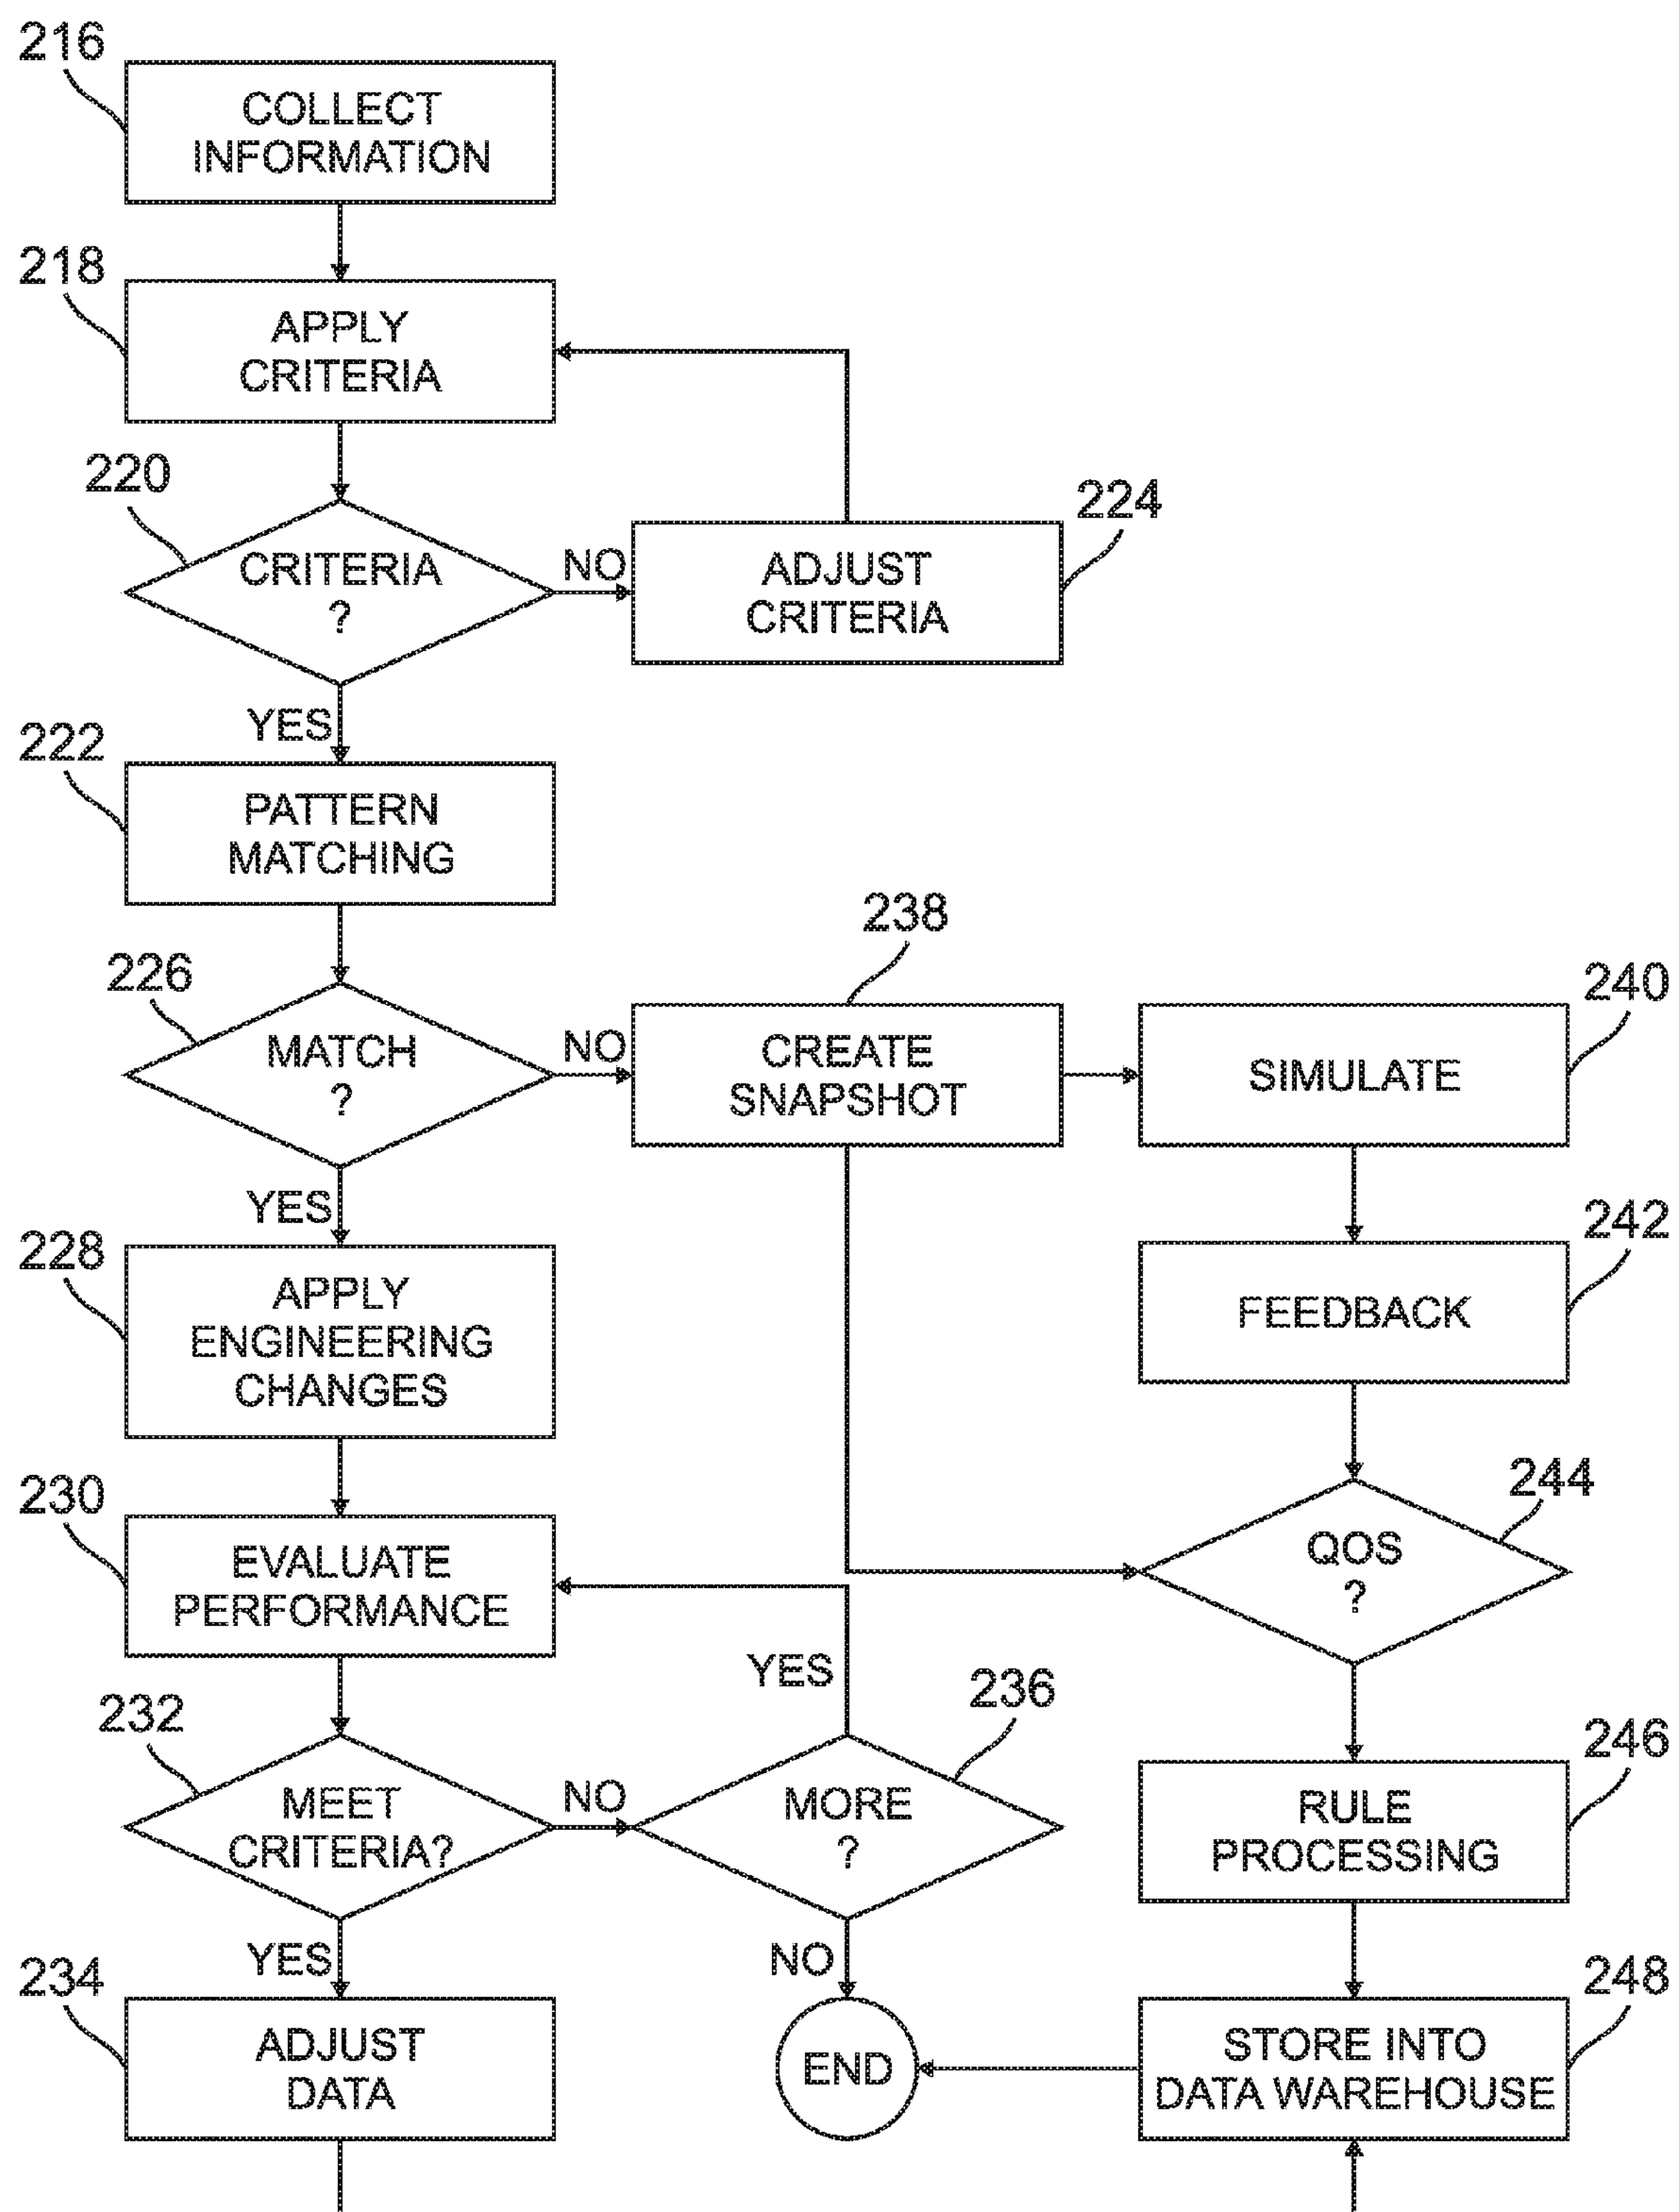 216
COLLECT
INFORMATION
218
APPLY
CRITERIA
220
CRITERIA
?
NO
224
ADJUST
CRITERIA
YES
222
PATTERN
MATCHING
226
MATCH
?
NO
238
CREATE
SNAPSHOT
240
SIMULATE
YES
228
APPLY
ENGINEERING
CHANGES
242
FEEDBACK
230
EVALUATE
PERFORMANCE
244
QOS
?
YES
232
MEET
CRITERIA?
NO
236
MORE
?
246
RULE
PROCESSING
YES
NO
234
ADJUST
DATA
END
248
STORE INTO
DATA WAREHOUSE